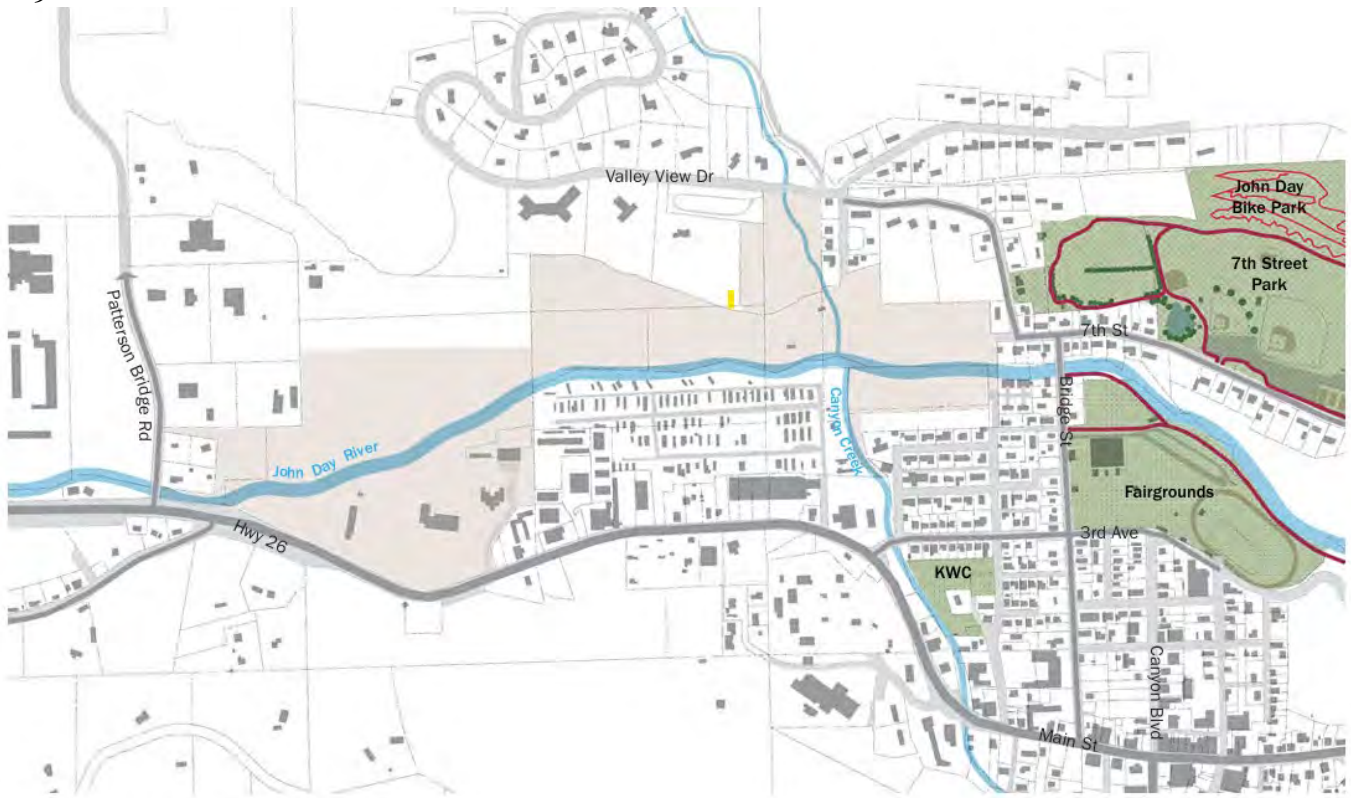 Valley View Dr
John Day
Bike Park
7th Street
Park
Patterson Bridge Rd
7th St
Bridge St
Canyon Creek
John Day River
Fairgrounds
Hwy 26
3rd Ave
KWC
Canyon Blvd
Main St